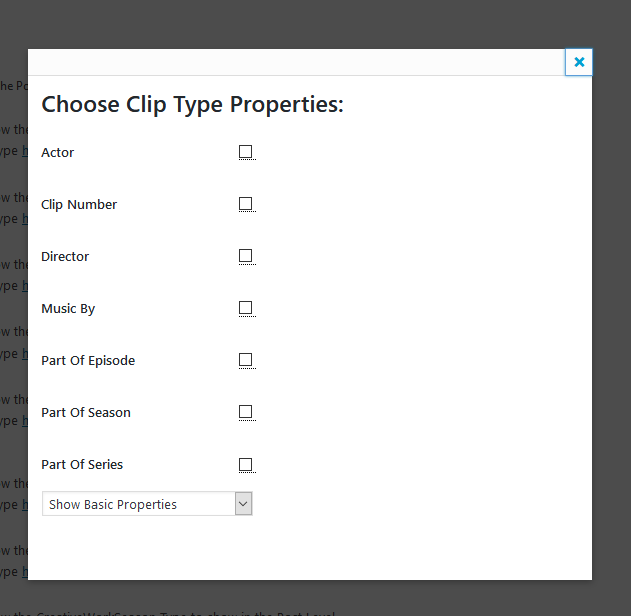 Choose Clip Type Properties:
Actor
Clip Number
Director
Music By
Part Of Episode
Part Of Season
Part Of Series
Show Basic Properties